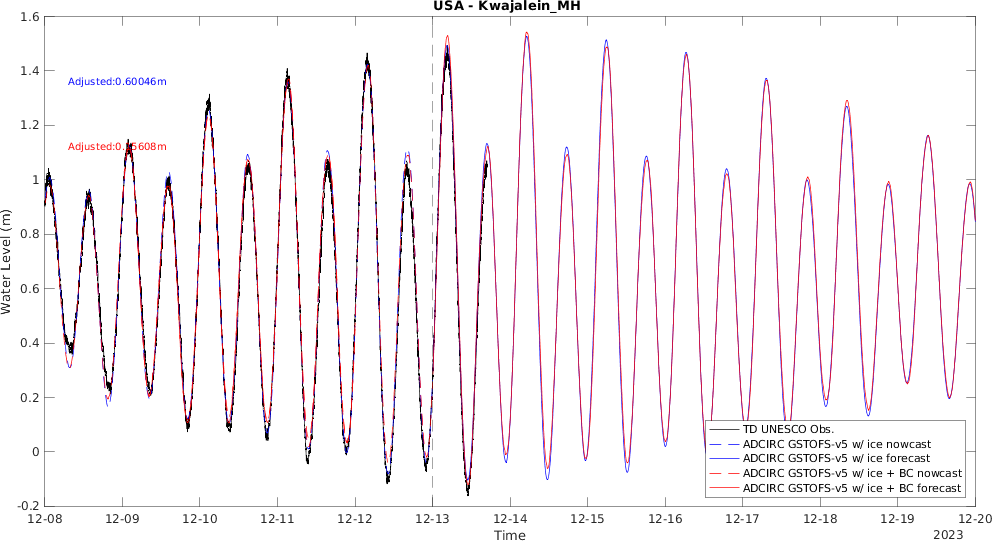 USA - Kwajalein_MH
1.6
1.4
1.2
1
0.8
0.6
0.4
0.2
0
-0.2
Water Level (m)
Adjusted:0.60046m
TD UNESCO Obs.
ADCIRC GSTOFS-v5 w/ ice nowcast
ADCIRC GSTOFS-v5 w/ ice forecast
ADCIRC GSTOFS-v5 w/ ice + BC nowcast
ADCIRC GSTOFS-v5 w/ ice + BC forecast
12-08 12-09 12-10 12-11 12-12 12-13 12-14 12-15 12-16 12-17 12-18 12-19 12-20
Time
2023